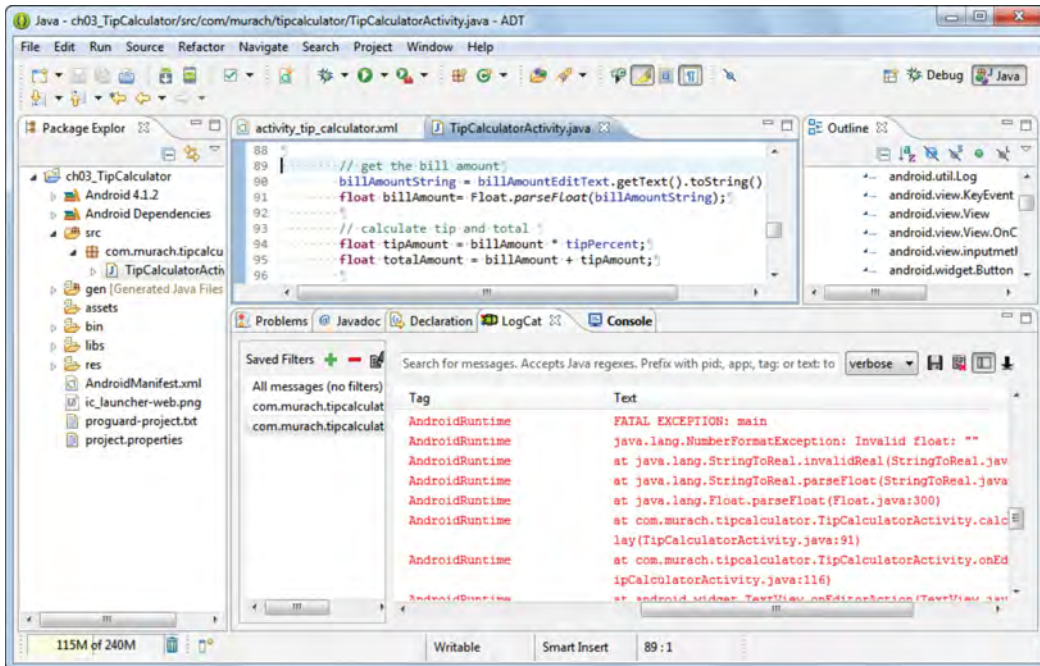 Java - ch03_TipCalculator/src/com/murach/tipcalculator/TipCalculatorActivity.java - ADT
File Edit Run Source Refactor Navigate Search Project Window Help
Debug Java
Package Explor
ch03_TipCalculator
Android 4.1.2
Android Dependencies
src
com.murach.tipcalcu
TipCalculatorActiv
gen [Generated Java Files
assets
bin
libs
res
AndroidManifest.xml
ic_launcher-web.png
proguard-project.txt
project.properties
activity_tip_calculator.xml TipCalculatorActivity.java
88
89 // get the bill amount
90 billAmountString = billAmountEditText.getText().toString()
91 float billAmount= Float.parseFloat(billAmountString);
92
93 // calculate tip and total
94 float tipAmount = billAmount * tipPercent;
95 float totalAmount = billAmount + tipAmount;
96
Outline
android.util.Log
android.view.KeyEvent
android.view.View
android.view.View.OnC
android.view.inputmetl
android.widget.Button
Problems Javadoc Declaration LogCat Console
Saved Filters
All messages (no filters)
com.murach.tipcalculat
com.murach.tipcalculat
Search for messages. Accepts Java regexes. Prefix with pid:, app:, tag: or text: to verbose
Tag Text
AndroidRuntime FATAL EXCEPTION: main
AndroidRuntime java.lang.NumberFormatException: Invalid float: ""
AndroidRuntime at java.lang.StringToReal.invalidReal(StringToReal.jav
AndroidRuntime at java.lang.StringToReal.parseFloat(StringToReal.java
AndroidRuntime at java.lang.Float.parseFloat(Float.java:300)
AndroidRuntime at com.murach.tipcalculator.TipCalculatorActivity.calc
lay(TipCalculatorActivity.java:91)
AndroidRuntime at com.murach.tipcalculator.TipCalculatorActivity.onEd
ipCalculatorActivity.java:116)
AndroidRuntime at android.widget.TextView.onEditorAction(TextView.jav
115M of 240M Writable Smart Insert 89 : 1